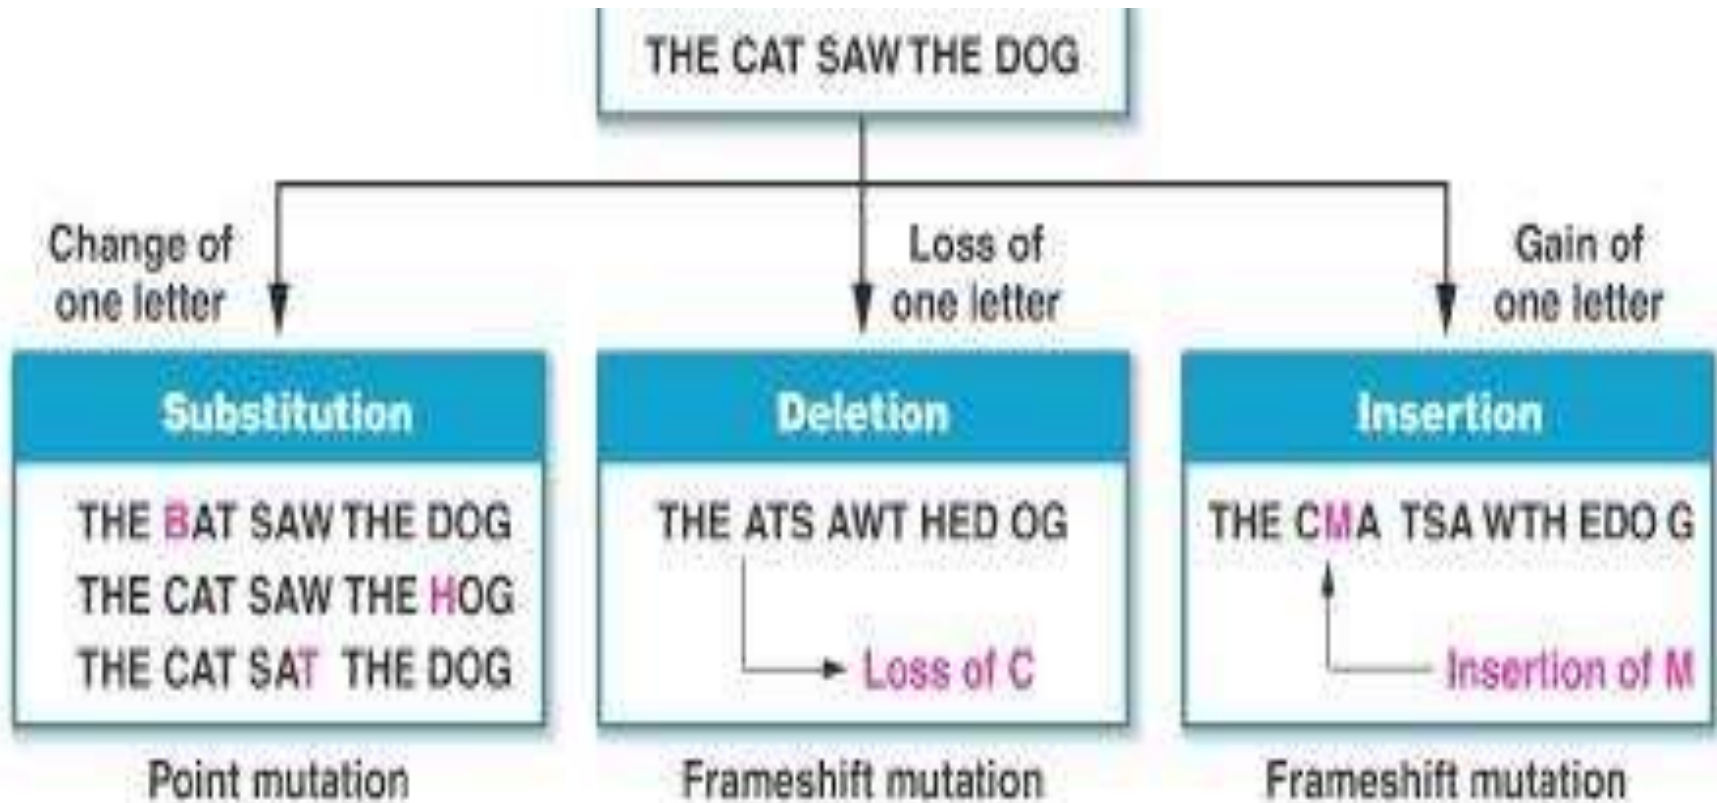 THE CAT SAW THE DOG
Change of
one letter
Loss of
one letter
Gain of
one letter
Substitution
THE BAT SAW THE DOG
THE CAT SAW THE HOG
THE CAT SAT THE DOG
Point mutation
Deletion
THE ATS AWT HED OG
Loss of C
Frameshift mutation
Insertion
THE CMA TSA WTH EDO G
Insertion of M
Frameshift mutation